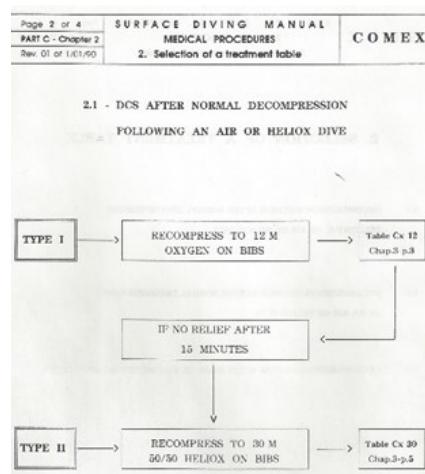 Page 2 of 4
PART C - Chapter 2
Rev. 01 of 1/01/90
SURFACE DIVING MANUAL
MEDICAL PROCEDURES
2. Selection of a treatment table
COMEX
2.1 - DCS AFTER NORMAL DECOMPRESSION
FOLLOWING AN AIR OR HELIOX DIVE
TYPE I
RECOMPRESS TO 12 M
OXYGEN ON BIBS
Table Cx 12
Chap.3 p.3
IF NO RELIEF AFTER
15 MINUTES
TYPE II
RECOMPRESS TO 30 M
50/50 HELIOX ON BIBS
Table Cx 30
Chap.3-p.5